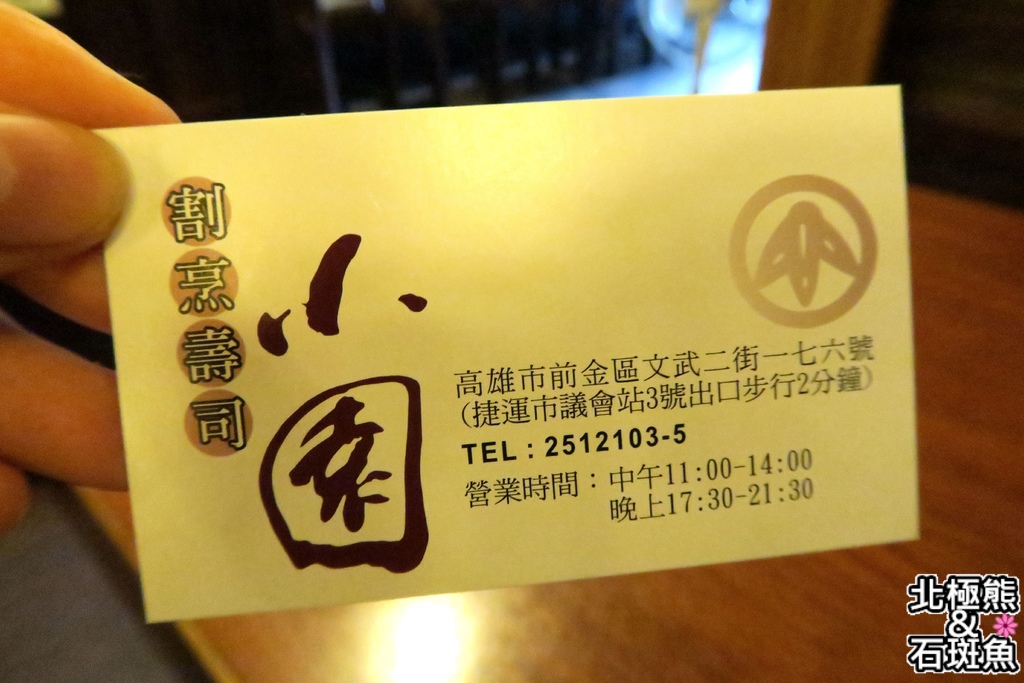 割烹壽司
小園
高雄市前金區文武二街一七六號
(捷運市議會站3號出口步行2分鐘)
TEL：2512103-5
營業時間：中午11:00-14:00
晚上17:30-21:30
北極熊
&
石斑魚